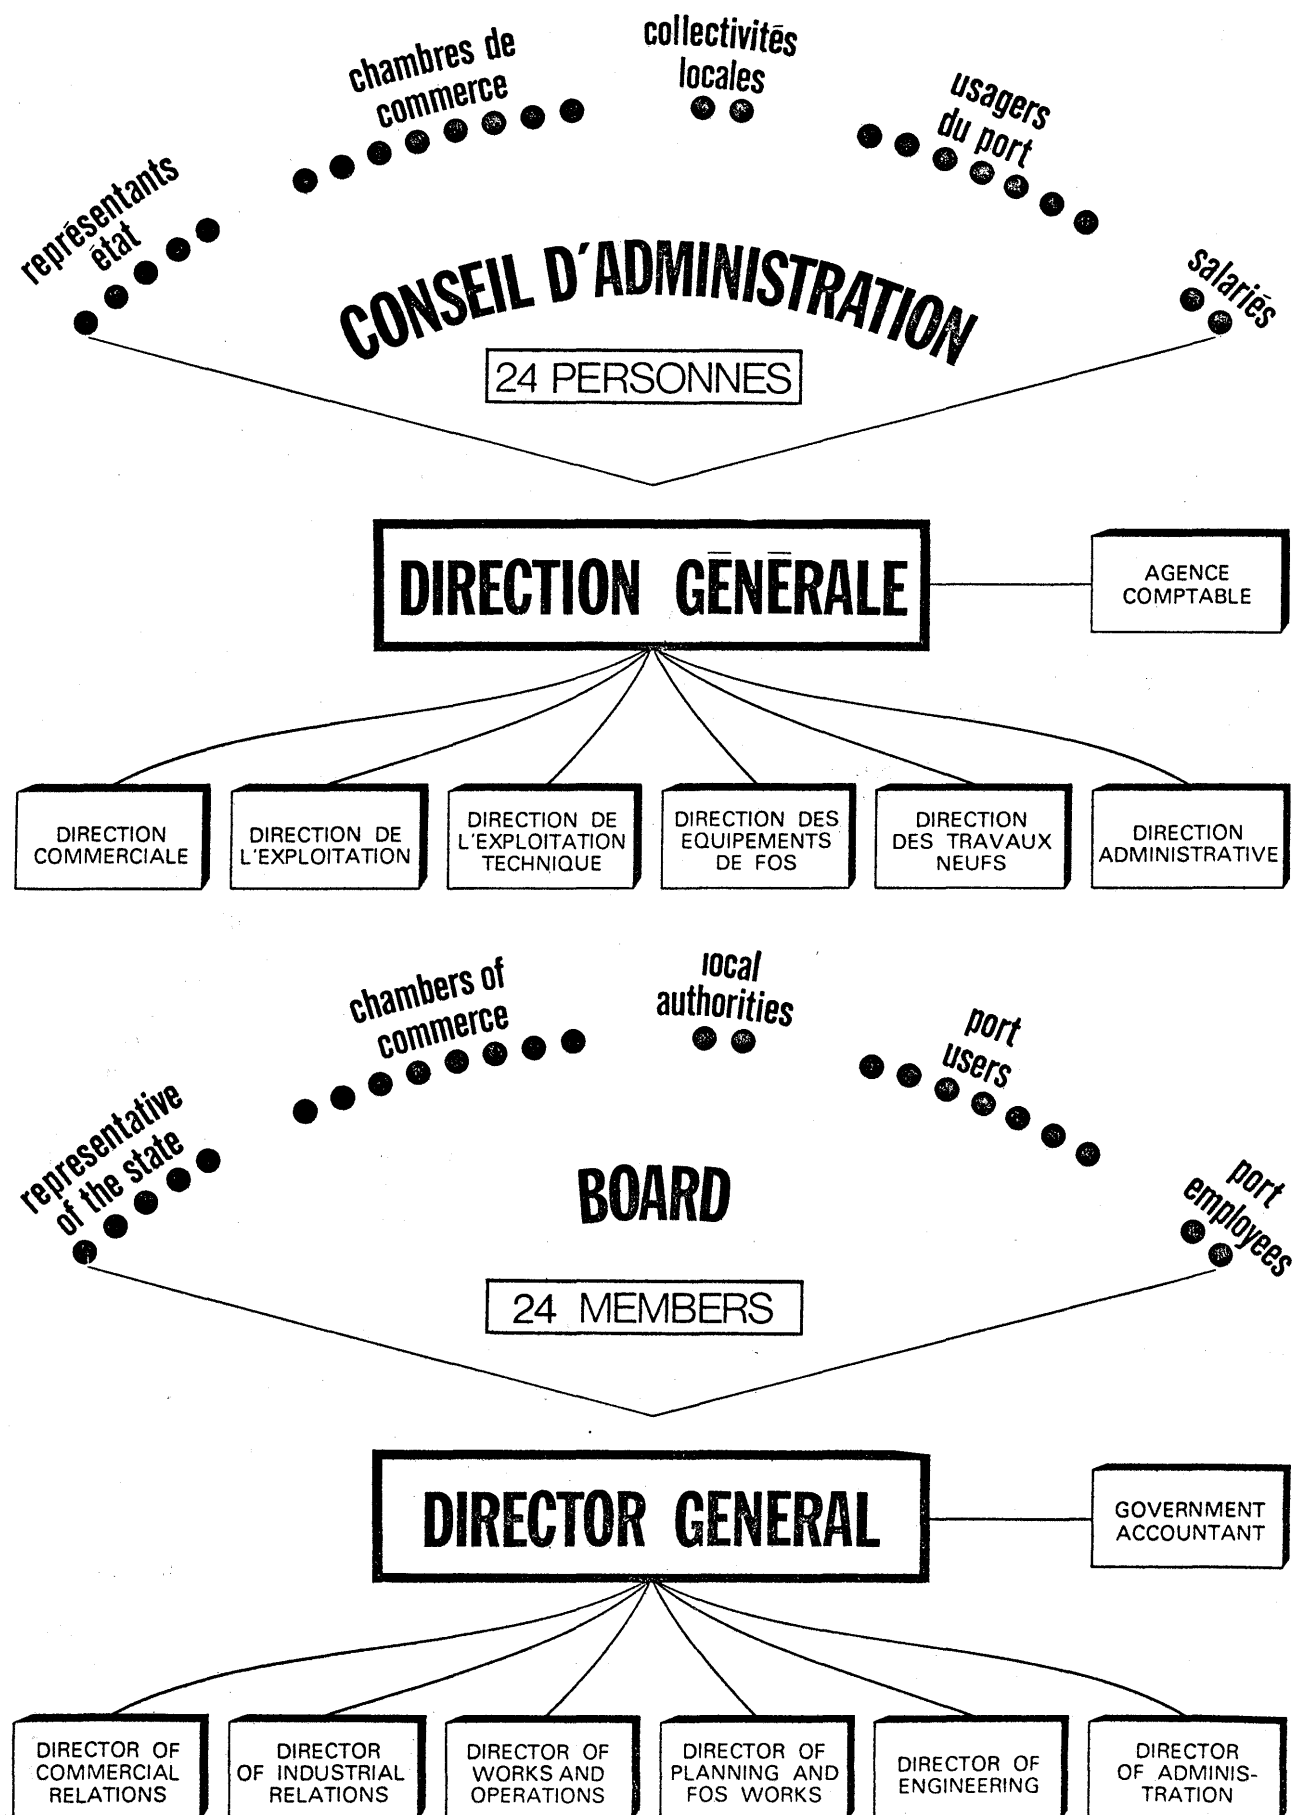 chambres de
commerce
collectivités
locales
usagers
du port
représentants
état
salariés
CONSEIL D'ADMINISTRATION
24 PERSONNES
DIRECTION GĒNĒRALE
AGENCE
COMPTABLE
DIRECTION
COMMERCIALE
DIRECTION DE
L'EXPLOITATION
DIRECTION DE
L'EXPLOITATION
TECHNIQUE
DIRECTION DES
EQUIPEMENTS
DE FOS
DIRECTION
DES TRAVAUX
NEUFS
DIRECTION
ADMINISTRATIVE
chambers of
commerce
local
authorities
port
users
representative
of the state
port
employees
BOARD
24 MEMBERS
DIRECTOR GENERAL
GOVERNMENT
ACCOUNTANT
DIRECTOR OF
COMMERCIAL
RELATIONS
DIRECTOR
OF INDUSTRIAL
RELATIONS
DIRECTOR OF
WORKS AND
OPERATIONS
DIRECTOR OF
PLANNING AND
FOS WORKS
DIRECTOR OF
ENGINEERING
DIRECTOR
OF ADMINIS-
TRATION